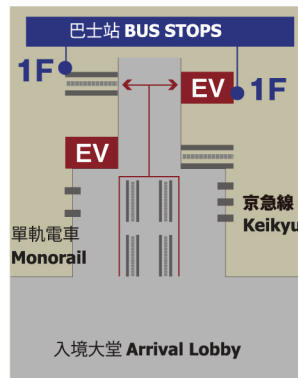 巴士站 BUS STOPS
1F
EV
1F
EV
單軌電車
Monorail
京急線
Keikyu
入境大堂 Arrival Lobby